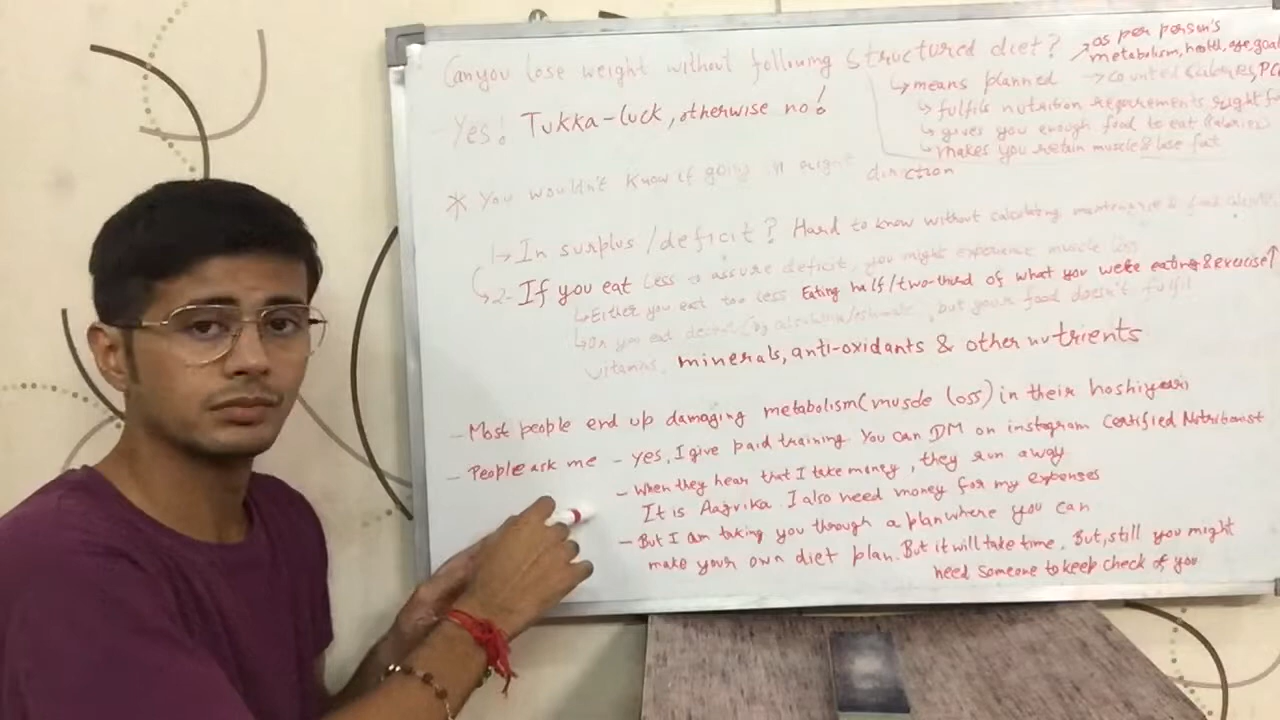 Can you lose weight without following structured diet?
↗as per person's
metabolism, health, age, goal
↳means planned → counted calories, PC
↳fulfils nutrition requirements right
↳gives you enough food to eat (calories)
↳makes you retain muscle & lose fat
Yes! Tukka-luck, otherwise no!
* You wouldn't know if going in right direction
1→ In surplus/deficit? Hard to know without calculating maintenance & food
↳2- If you eat less to assure deficit, you might experience muscle loss
↳Either you eat too less Eating half/two-third of what you were eating & exercise↑
↳Or you eat , but your food doesn't fulfil
vitamins, minerals, anti-oxidants & other nutrients
- Most people end up damaging metabolism (muscle loss) in their hoshiyari
- People ask me - Yes, I give paid training. You can DM on instagram Certified Nutritionist
- When they hear that I take money, they run away
It is Aajivika. I also need money for my expenses
- But I am taking you through a plan where you can
make your own diet plan. But it will take time. But, still you might
need someone to keep check of you